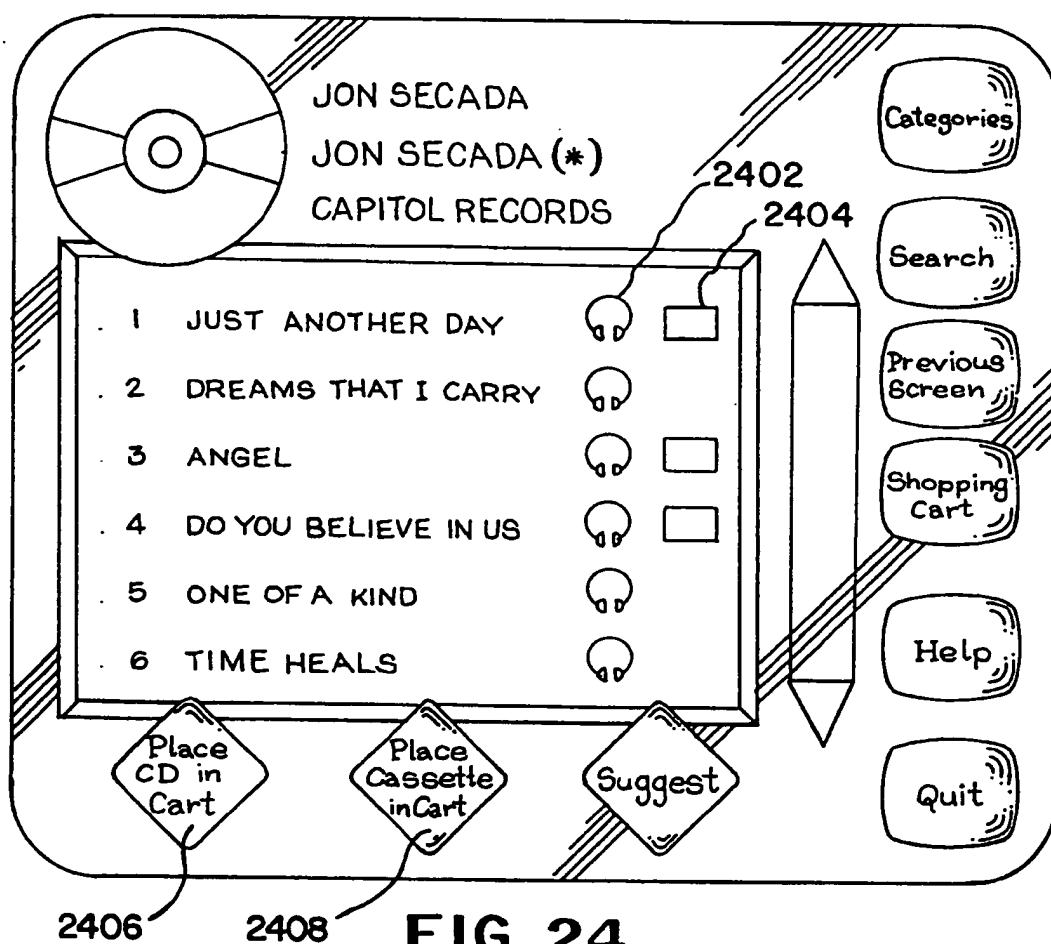 JON SECADA
JON SECADA (*)
CAPITOL RECORDS
2402
2404
. 1 JUST ANOTHER DAY
. 2 DREAMS THAT I CARRY
. 3 ANGEL
. 4 DO YOU BELIEVE IN US
. 5 ONE OF A KIND
. 6 TIME HEALS
Categories
Search
Previous
Screen
Shopping
Cart
Help
Quit
Place
CD in
Cart
Place
Cassette
in Cart
Suggest
2406
2408
FIG. 24